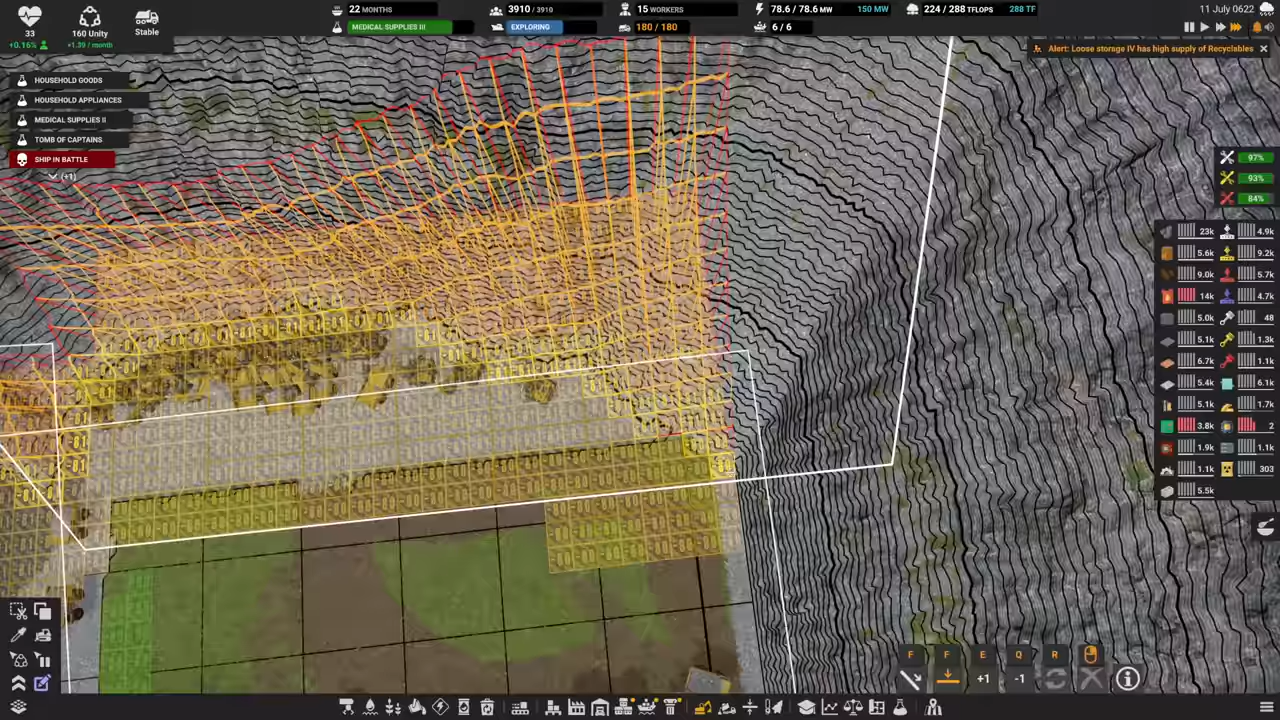 33
+0.16%
160 Unity
+1.39 / month
Stable
22 MONTHS
3910 / 3910
15 WORKERS
78.6 / 78.6 MW 150 MW
224 / 288 TFLOPS 288 TF
11 July 0622
MEDICAL SUPPLIES III
EXPLORING
180 / 180
6 / 6
Alert: Loose storage IV has high supply of Recyclables
HOUSEHOLD GOODS
HOUSEHOLD APPLIANCES
MEDICAL SUPPLIES II
TOMB OF CAPTAINS
SHIP IN BATTLE
(+1)
97%
93%
84%
23k 4.9k
5.6k 9.2k
9.0k 5.7k
14k 4.7k
5.0k 48
5.1k 1.3k
6.7k 1.1k
5.4k 6.1k
5.1k 1.7k
3.8k 2
1.9k 1.1k
1.1k 303
5.5k
F F E Q R
+1 -1